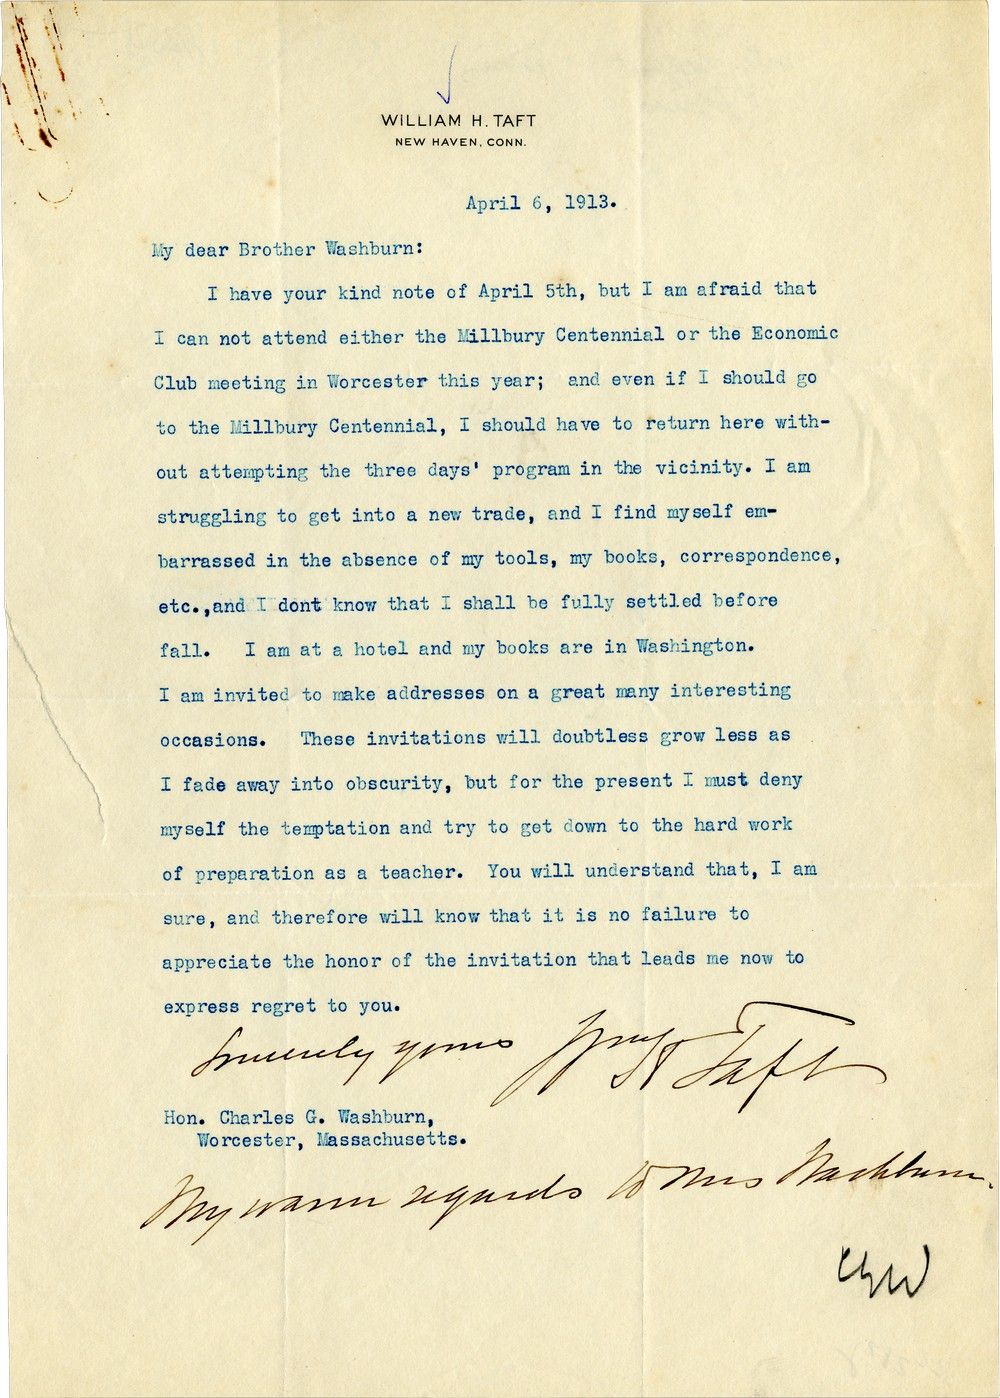 WILLIAM H. TAFT
NEW HAVEN, CONN.
April 6, 1913.
My dear Brother Washburn:
I have your kind note of April 5th, but I am afraid that
I can not attend either the Millbury Centennial or the Economic
Club meeting in Worcester this year; and even if I should go
to the Millbury Centennial, I should have to return here with-
out attempting the three days' program in the vicinity. I am
struggling to get into a new trade, and I find myself em-
barrassed in the absence of my tools, my books, correspondence,
etc.,and I dont know that I shall be fully settled before
fall. I am at a hotel and my books are in Washington.
I am invited to make addresses on a great many interesting
occasions. These invitations will doubtless grow less as
I fade away into obscurity, but for the present I must deny
myself the temptation and try to get down to the hard work
of preparation as a teacher. You will understand that, I am
sure, and therefore will know that it is no failure to
appreciate the honor of the invitation that leads me now to
express regret to you.
Sincerely yours Wm H Taft
Hon. Charles G. Washburn,
Worcester, Massachusetts.
My warm regards to Mrs Washburn.
CGW